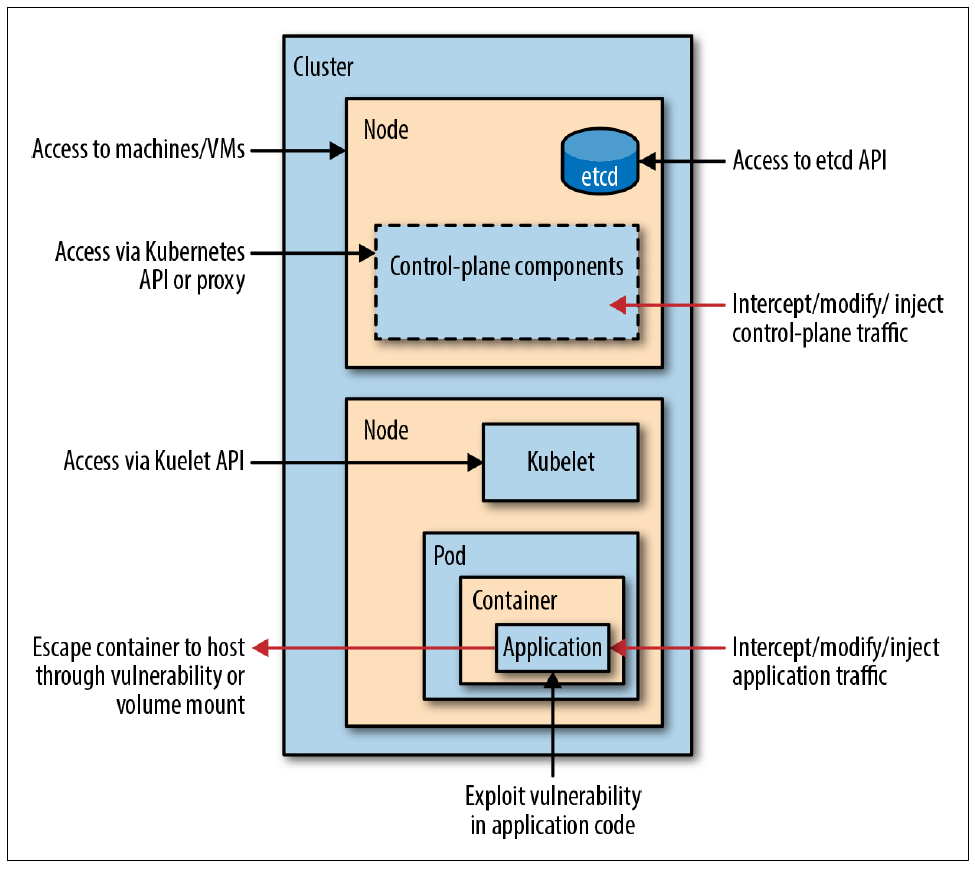 Cluster
Node
Access to machines/VMs
etcd
Access to etcd API
Access via Kubernetes
API or proxy
Control-plane components
Intercept/modify/ inject
control-plane traffic
Node
Access via Kuelet API
Kubelet
Pod
Container
Application
Escape container to host
through vulnerability or
volume mount
Intercept/modify/inject
application traffic
Exploit vulnerability
in application code